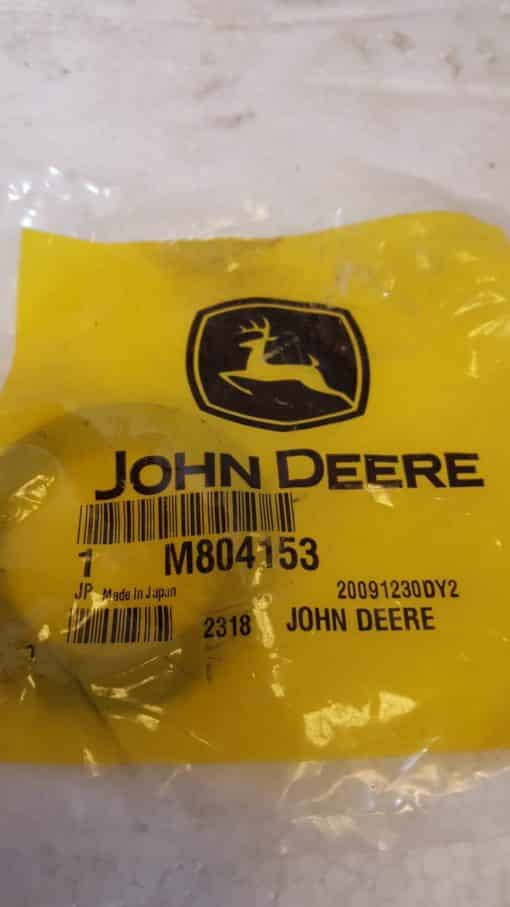 JOHN DEERE
1 M804153
JP Made In Japan 20091230DY2
2318 JOHN DEERE